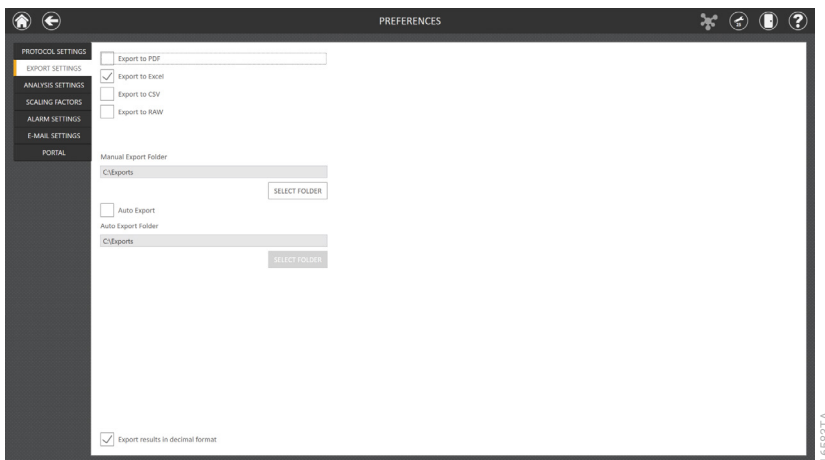 PREFERENCES
PROTOCOL SETTINGS
EXPORT SETTINGS
ANALYSIS SETTINGS
SCALING FACTORS
ALARM SETTINGS
E-MAIL SETTINGS
PORTAL
Export to PDF
Export to Excel
Export to CSV
Export to RAW
Manual Export Folder
C:\Exports
SELECT FOLDER
Auto Export
Auto Export Folder
C:\Exports
SELECT FOLDER
Export results in decimal format